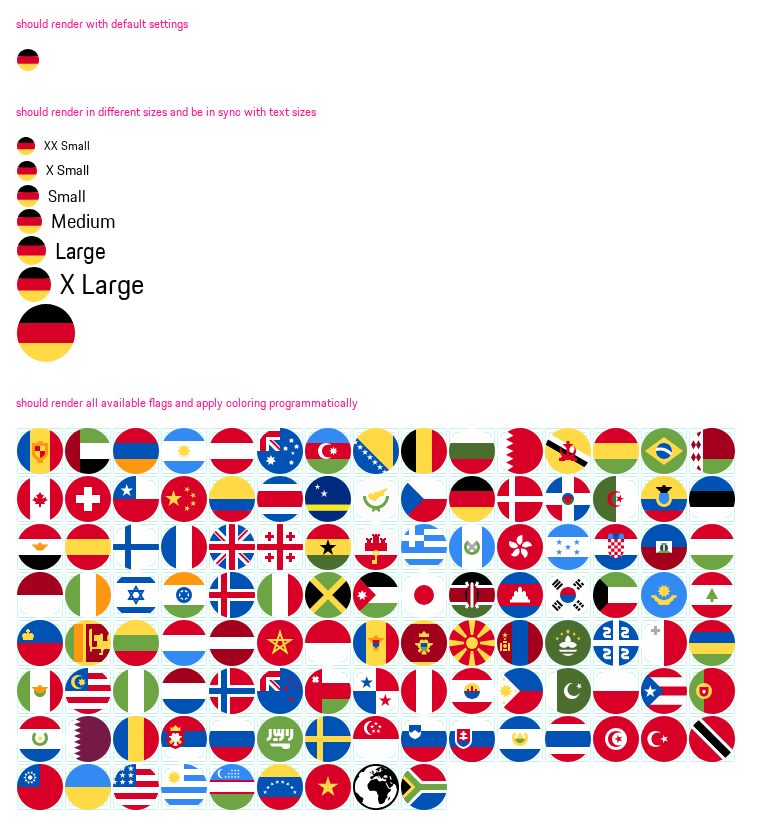 should render with default settings
should render in different sizes and be in sync with text sizes
XX Small
X Small
Small
Medium
Large
X Large
should render all available flags and apply coloring programmatically